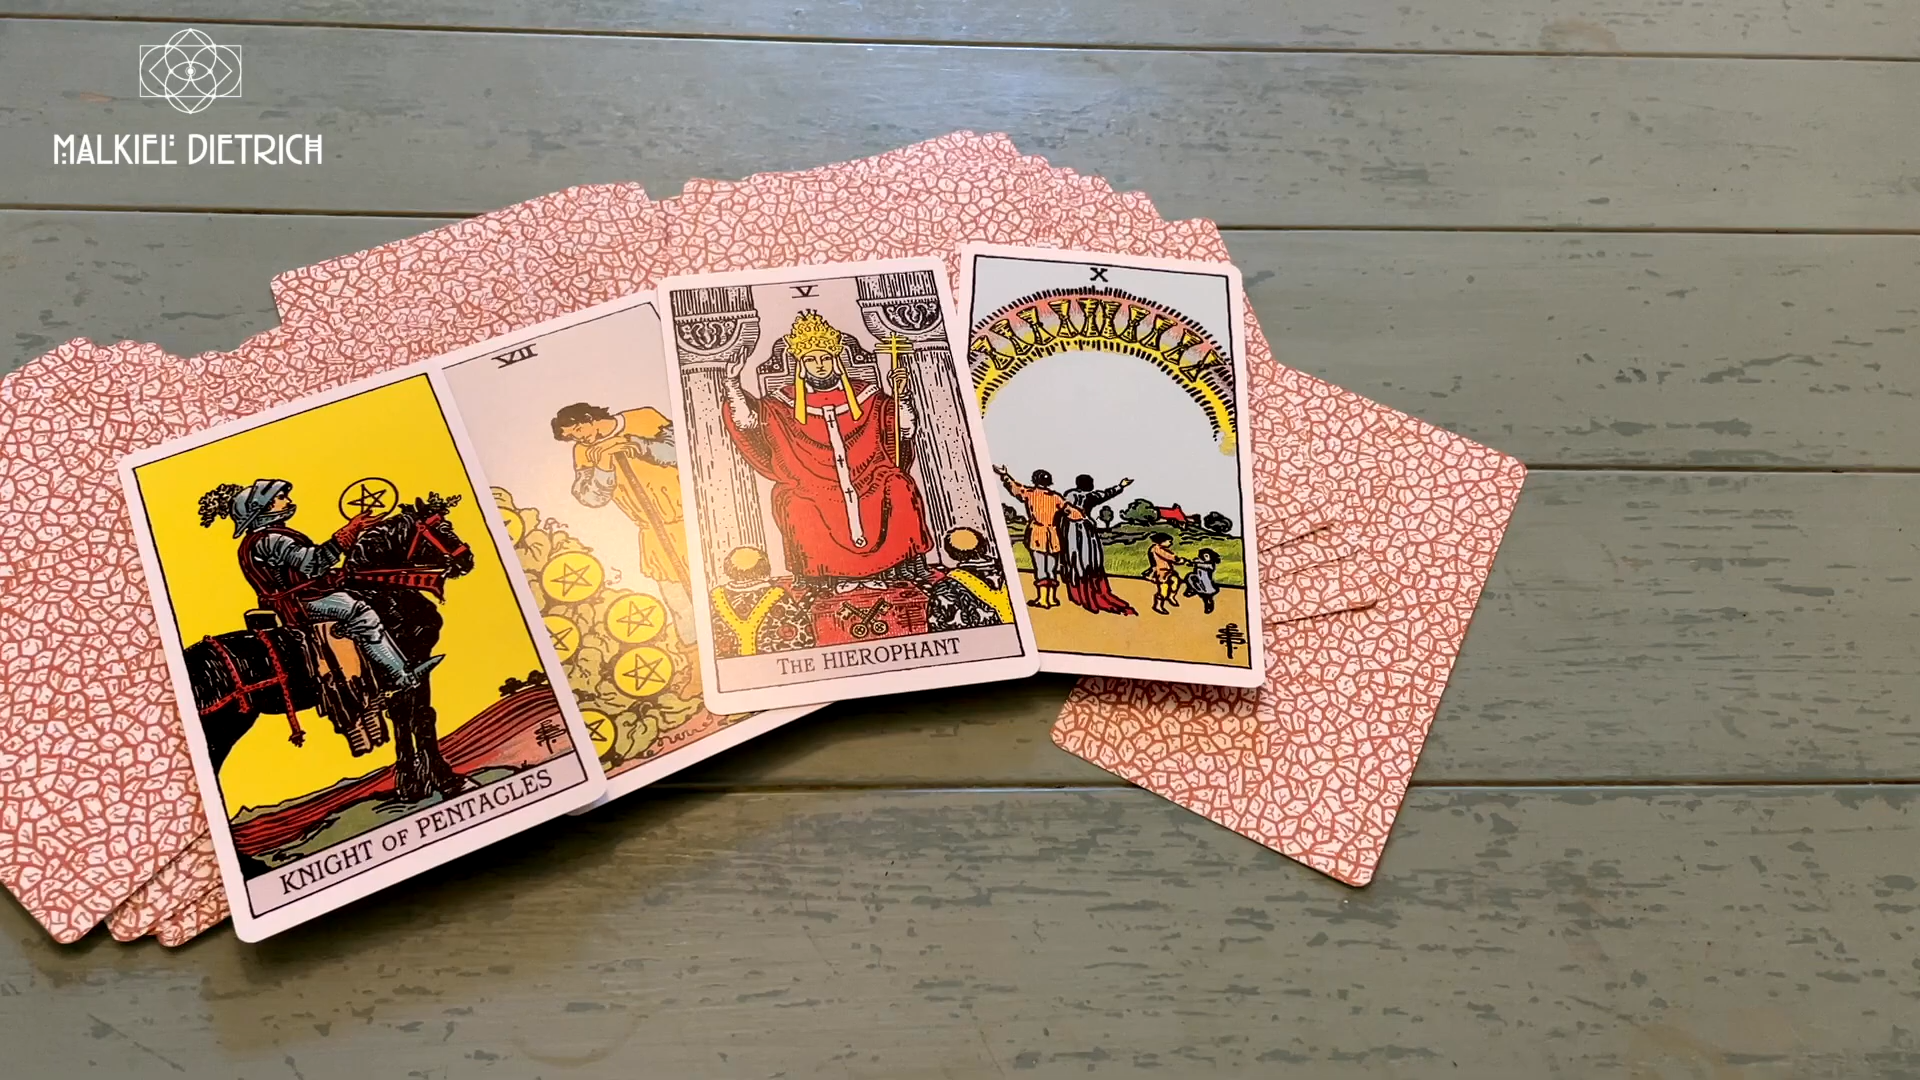 MALKIEL DIETRICH
VII
V
X
THE HIEROPHANT
KNIGHT OF PENTACLES